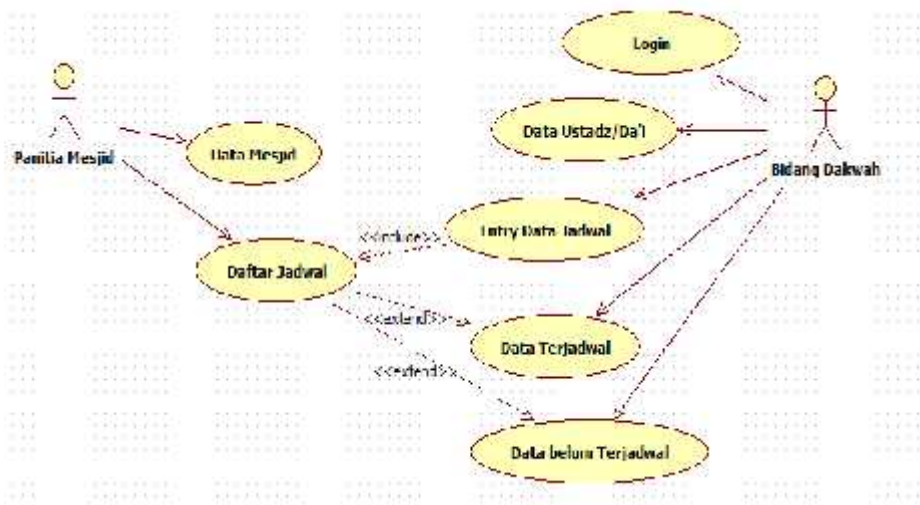 Login
Data Ustadz/Da'I
Panitia Mesjid
Data Mesjid
Bidang Dakwah
Entry Data Jadwal
<<include>>
Daftar Jadwal
<<extend>>
Data Terjadwal
<<extend>>
Data belum Terjadwal